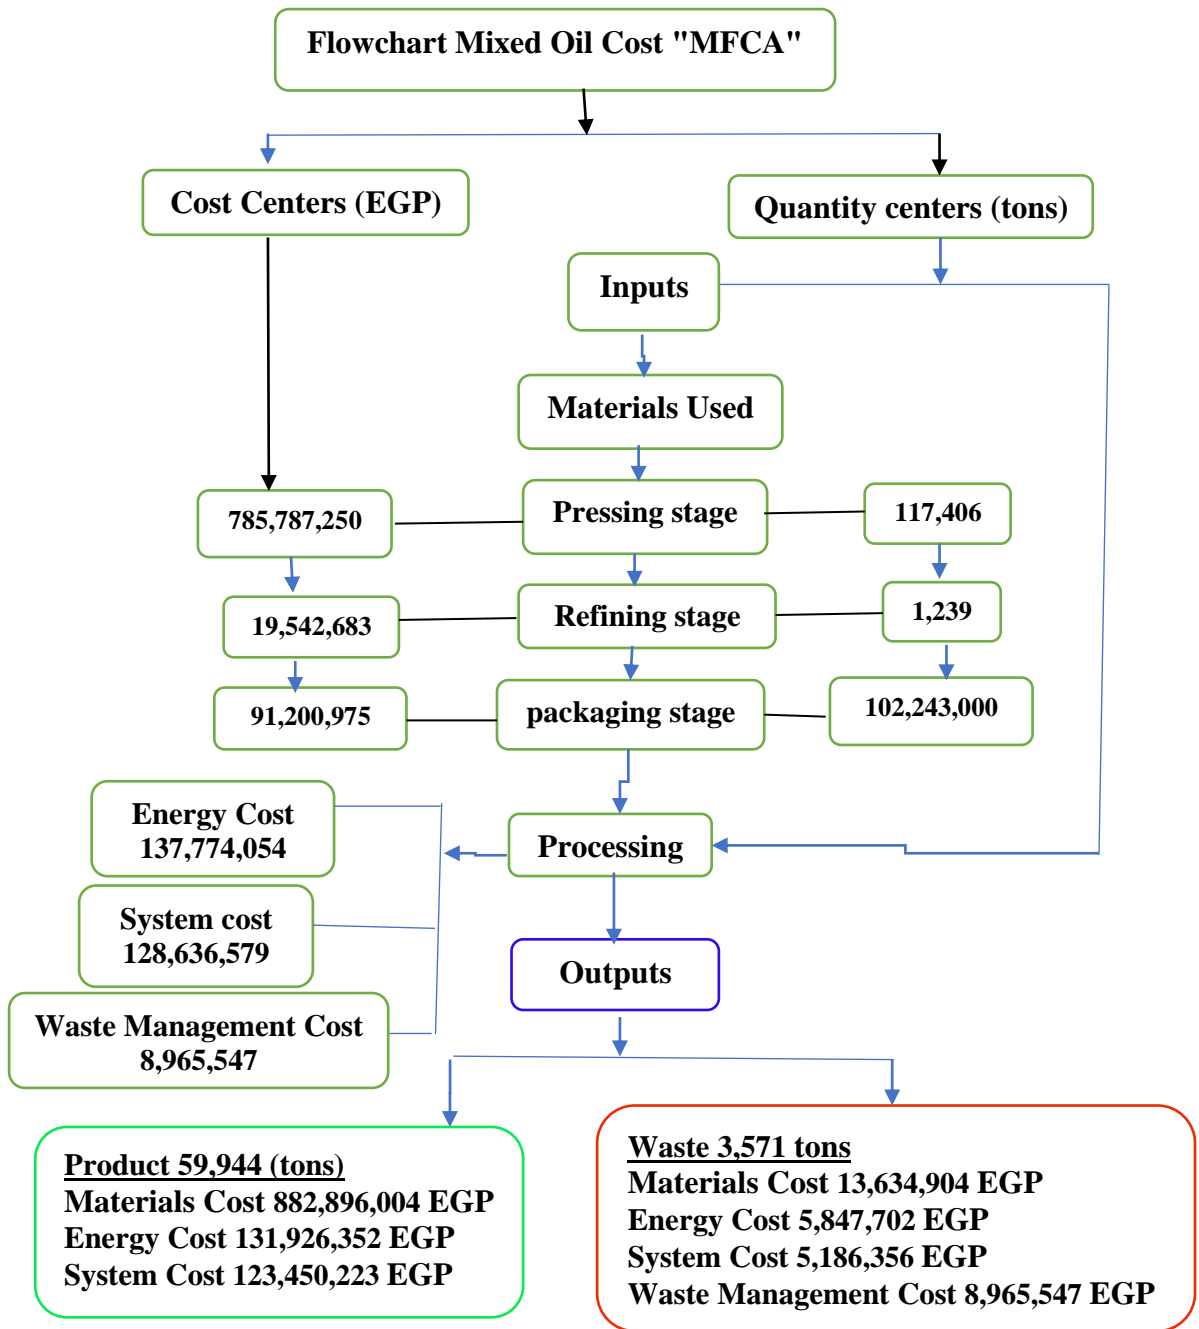 Flowchart Mixed Oil Cost "MFCA"
Cost Centers (EGP)
Quantity centers (tons)
Inputs
Materials Used
785,787,250
Pressing stage
117,406
19,542,683
Refining stage
1,239
91,200,975
packaging stage
102,243,000
Energy Cost
137,774,054
Processing
System cost
128,636,579
Outputs
Waste Management Cost
8,965,547
Product 59,944 (tons)
Materials Cost 882,896,004 EGP
Energy Cost 131,926,352 EGP
System Cost 123,450,223 EGP
Waste 3,571 tons
Materials Cost 13,634,904 EGP
Energy Cost 5,847,702 EGP
System Cost 5,186,356 EGP
Waste Management Cost 8,965,547 EGP